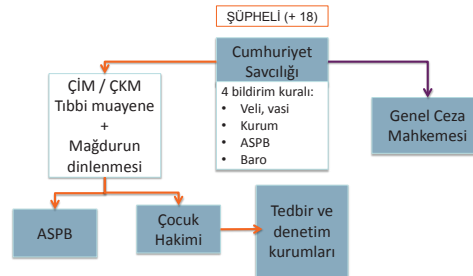 ŞÜPHELİ (+ 18)
Cumhuriyet
Savcılığı
4 bildirim kuralı:
• Veli, vasi
• Kurum
• ASPB
• Baro
ÇİM / ÇKM
Tıbbi muayene
+
Mağdurun
dinlenmesi
Genel Ceza
Mahkemesi
ASPB
Çocuk
Hakimi
Tedbir ve
denetim
kurumları